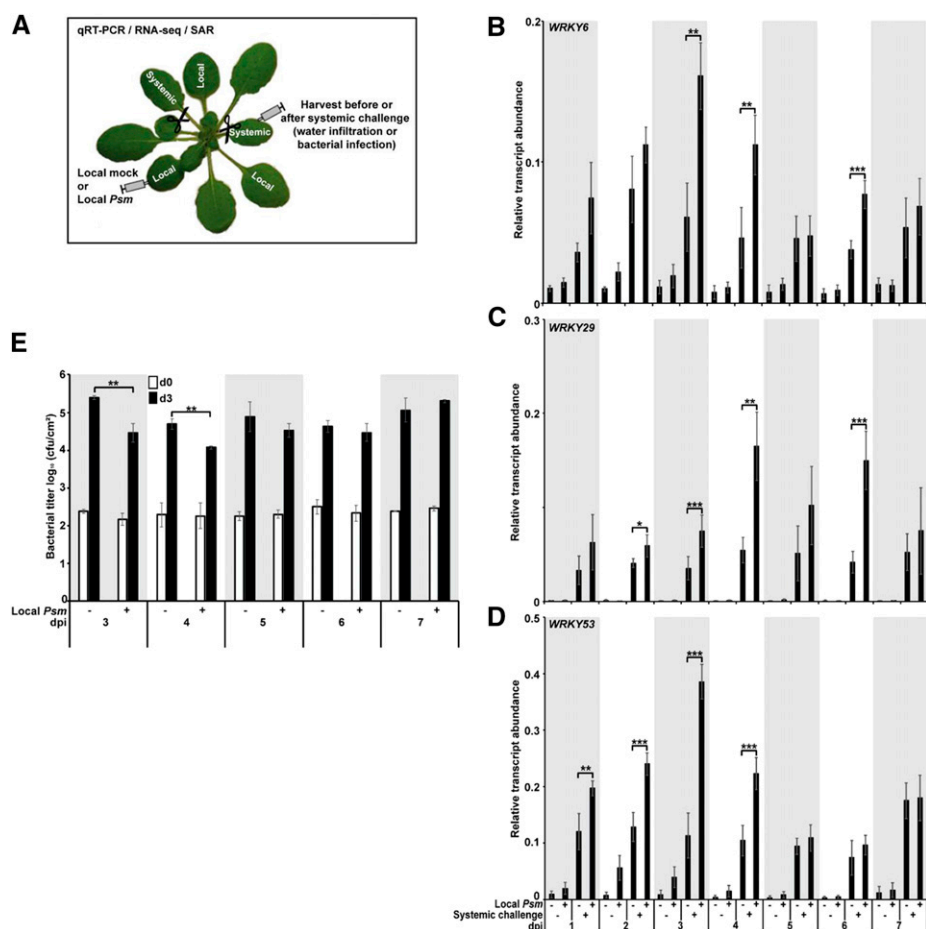 A
qRT-PCR / RNA-seq / SAR
Systemic
Local
Systemic
Harvest before or
after systemic challenge
(water infiltration or
bacterial infection)
Local mock
or
Local Psm
Local
Local
B
WRKY6
Relative transcript abundance
0.2
0.1
0
**
**
***
C
WRKY29
Relative transcript abundance
0.3
0.2
0.1
0
*
***
**
***
D
WRKY53
Relative transcript abundance
0.5
0.4
0.3
0.2
0.1
0
**
***
***
***
Local Psm - + - + - + - + - + - + - + - + - + - + - + - + - + - +
Systemic challenge - + - + - + - + - + - + - +
dpi 1 2 3 4 5 6 7
E
Bacterial titer log₁₀ (cfu/cm²)
6
5
4
3
2
1
0
**
**
d0
d3
Local Psm - + - + - + - + - +
dpi 3 4 5 6 7